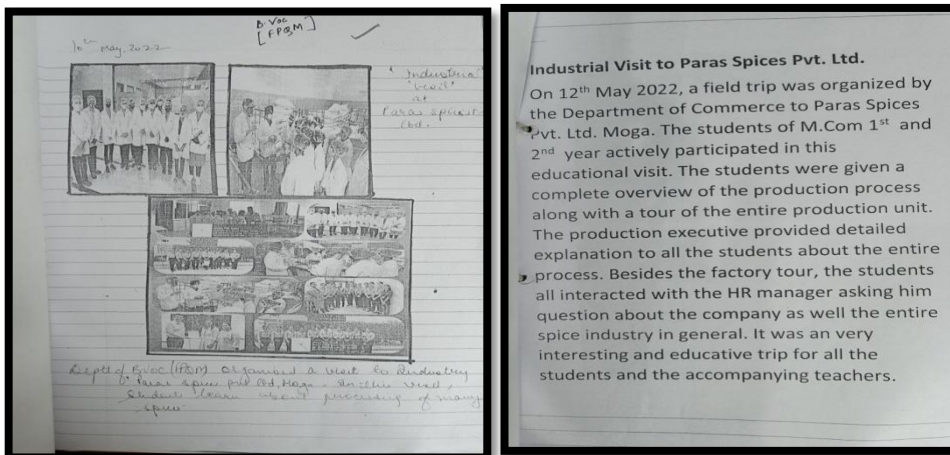 B. Voc
[FPQM]
10th May, 2022
Industrial
visit
at
Paras spices
Ltd.
Deptt of B.Voc (FPQM) organised a visit to Industry
Paras spices pvt Ltd, Moga. In this visit,
Students learn about processing of many
spices
Industrial Visit to Paras Spices Pvt. Ltd.
On 12th May 2022, a field trip was organized by
the Department of Commerce to Paras Spices
Pvt. Ltd. Moga. The students of M.Com 1st and
2nd year actively participated in this
educational visit. The students were given a
complete overview of the production process
along with a tour of the entire production unit.
The production executive provided detailed
explanation to all the students about the entire
process. Besides the factory tour, the students
all interacted with the HR manager asking him
question about the company as well the entire
spice industry in general. It was an very
interesting and educative trip for all the
students and the accompanying teachers.